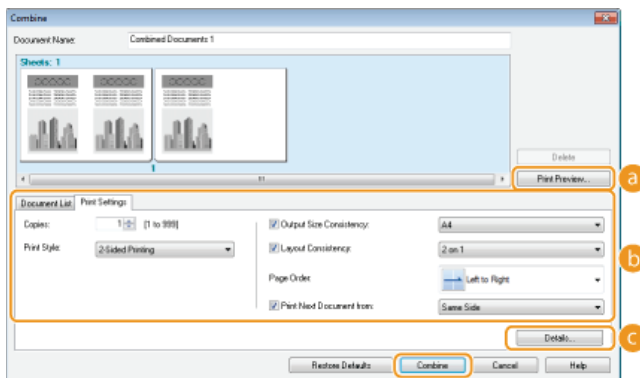 Combine
Document Name: Combined Documents 1
Sheets: 1
1
Delete
Print Preview... a
Document List Print Settings
Copies: 1 [1 to 999] Output Size Consistency: A4
Print Style: 2-Sided Printing Layout Consistency: 2 on 1 b
Page Order: Left to Right
Print Next Document from: Same Side
Details... c
Restore Defaults Combine Cancel Help